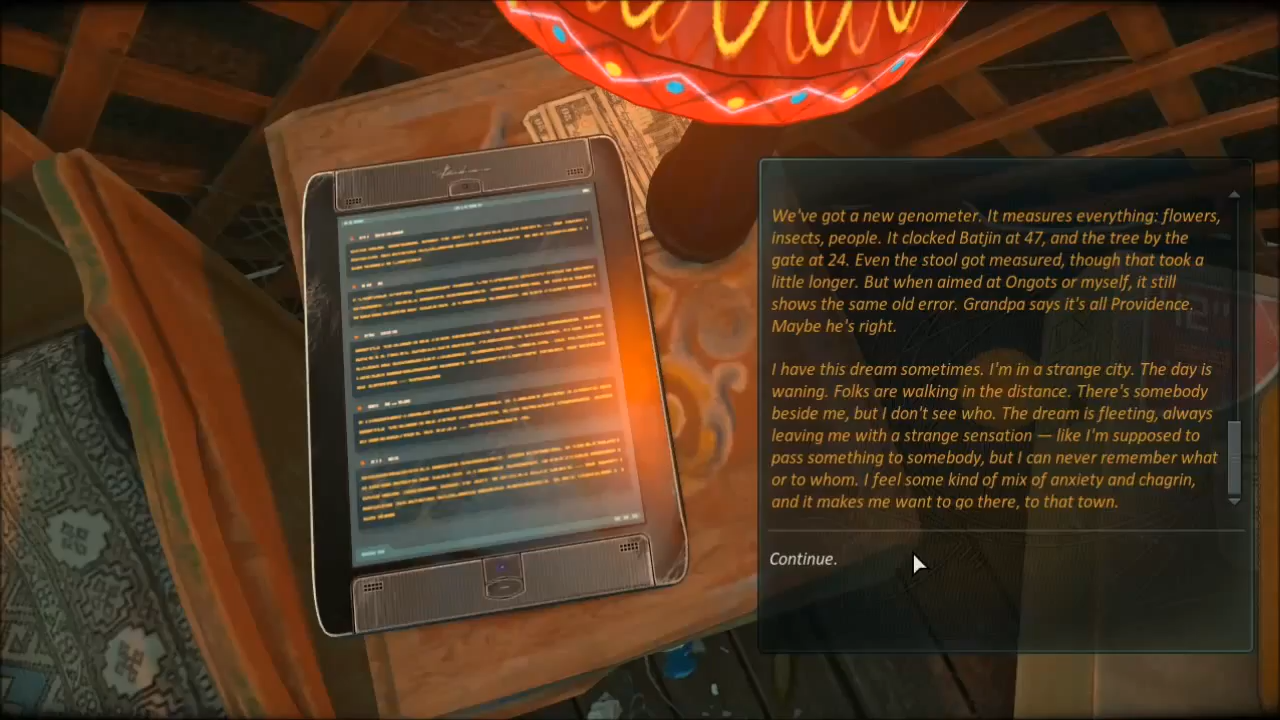 We've got a new genometer. It measures everything: flowers,
insects, people. It clocked Batjin at 47, and the tree by the
gate at 24. Even the stool got measured, though that took a
little longer. But when aimed at Ongots or myself, it still
shows the same old error. Grandpa says it's all Providence.
Maybe he's right.
I have this dream sometimes. I'm in a strange city. The day is
waning. Folks are walking in the distance. There's somebody
beside me, but I don't see who. The dream is fleeting, always
leaving me with a strange sensation — like I'm supposed to
pass something to somebody, but I can never remember what
or to whom. I feel some kind of mix of anxiety and chagrin,
and it makes me want to go there, to that town.
Continue.